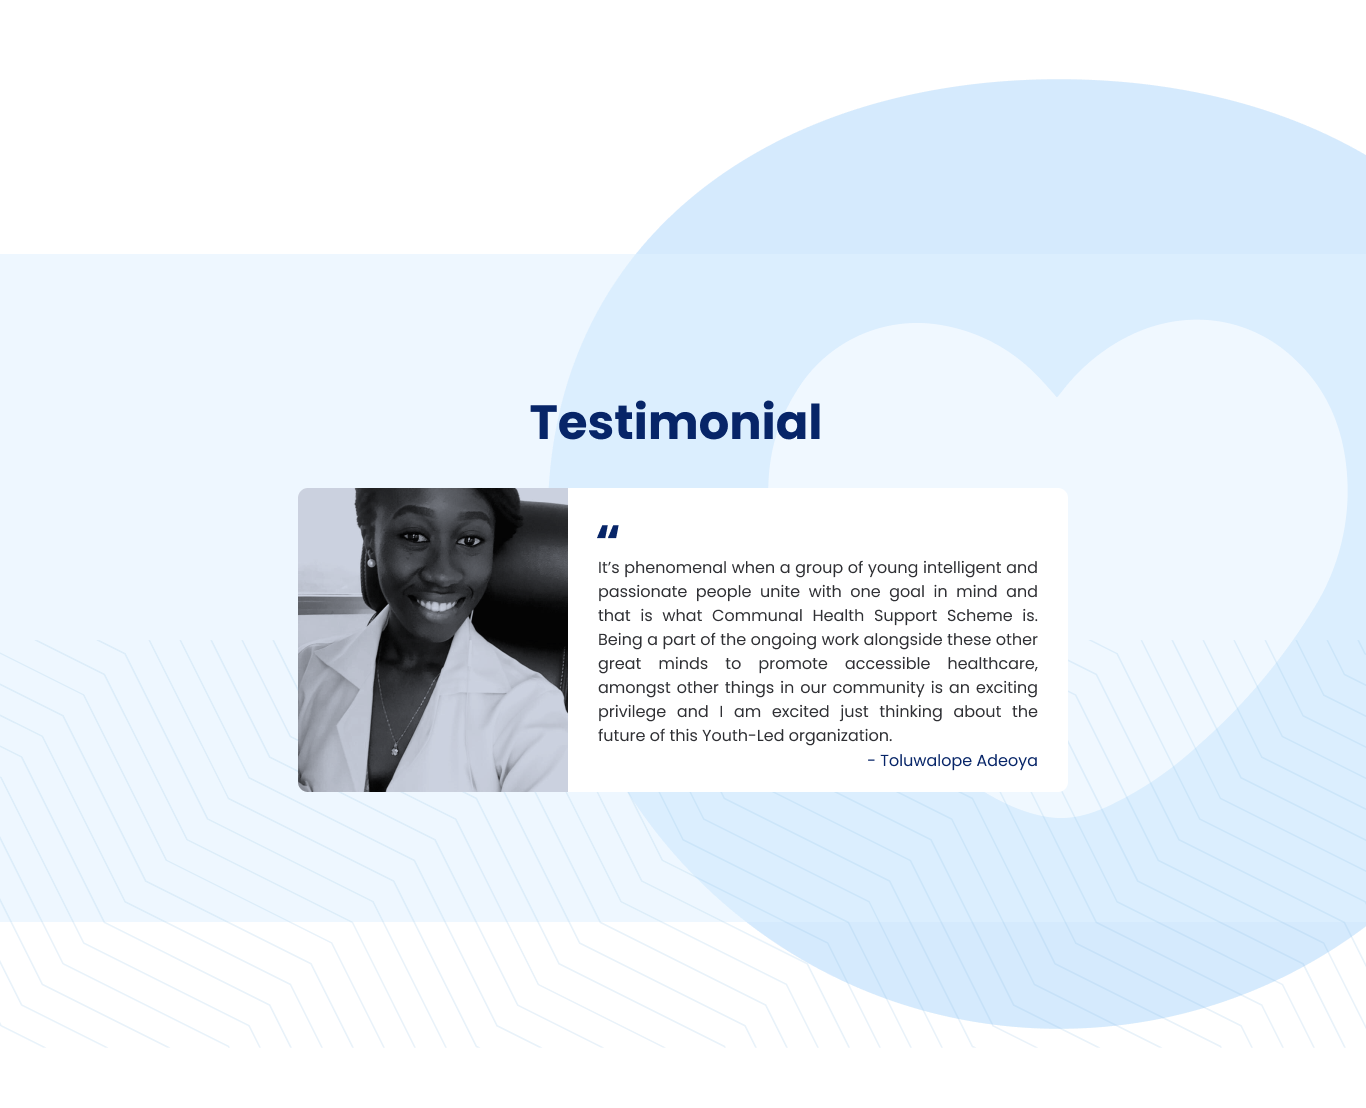 Testimonial
“
It’s phenomenal when a group of young intelligent and
passionate people unite with one goal in mind and
that is what Communal Health Support Scheme is.
Being a part of the ongoing work alongside these other
great minds to promote accessible healthcare,
amongst other things in our community is an exciting
privilege and I am excited just thinking about the
future of this Youth-Led organization.
- Toluwalope Adeoya